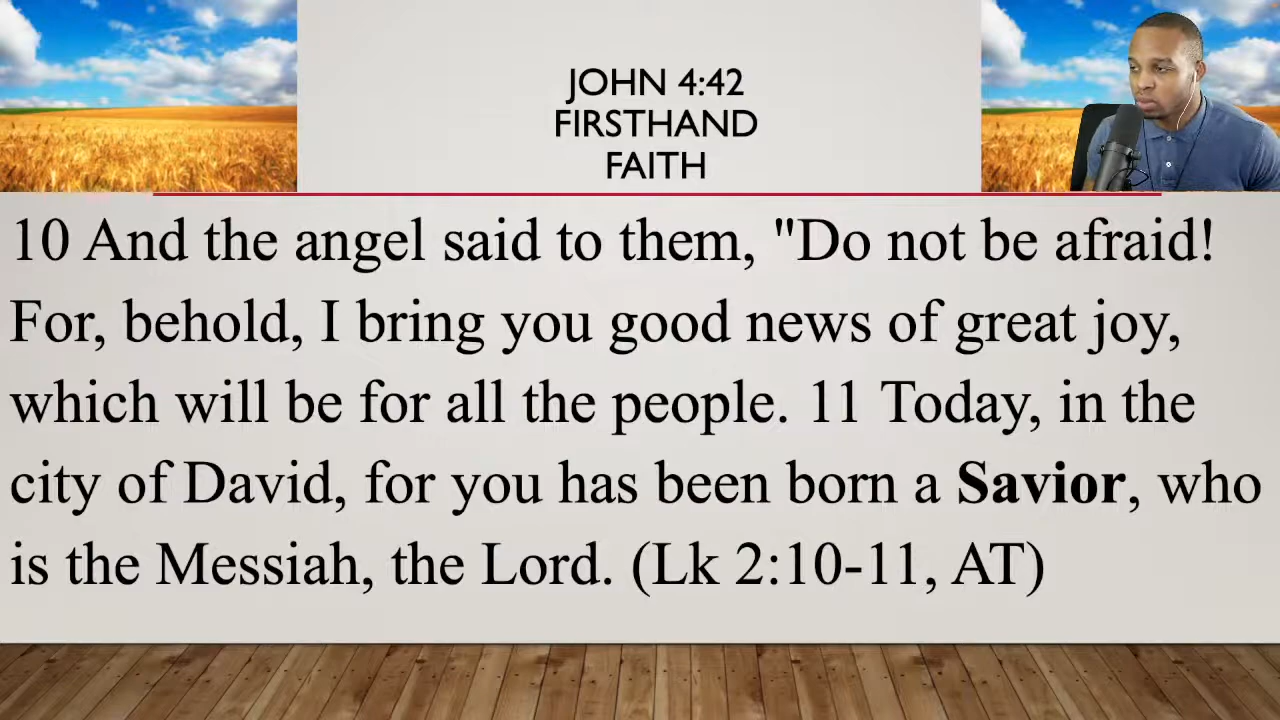 JOHN 4:42
FIRSTHAND
FAITH
10 And the angel said to them, "Do not be afraid!
For, behold, I bring you good news of great joy,
which will be for all the people. 11 Today, in the
city of David, for you has been born a Savior, who
is the Messiah, the Lord. (Lk 2:10-11, AT)